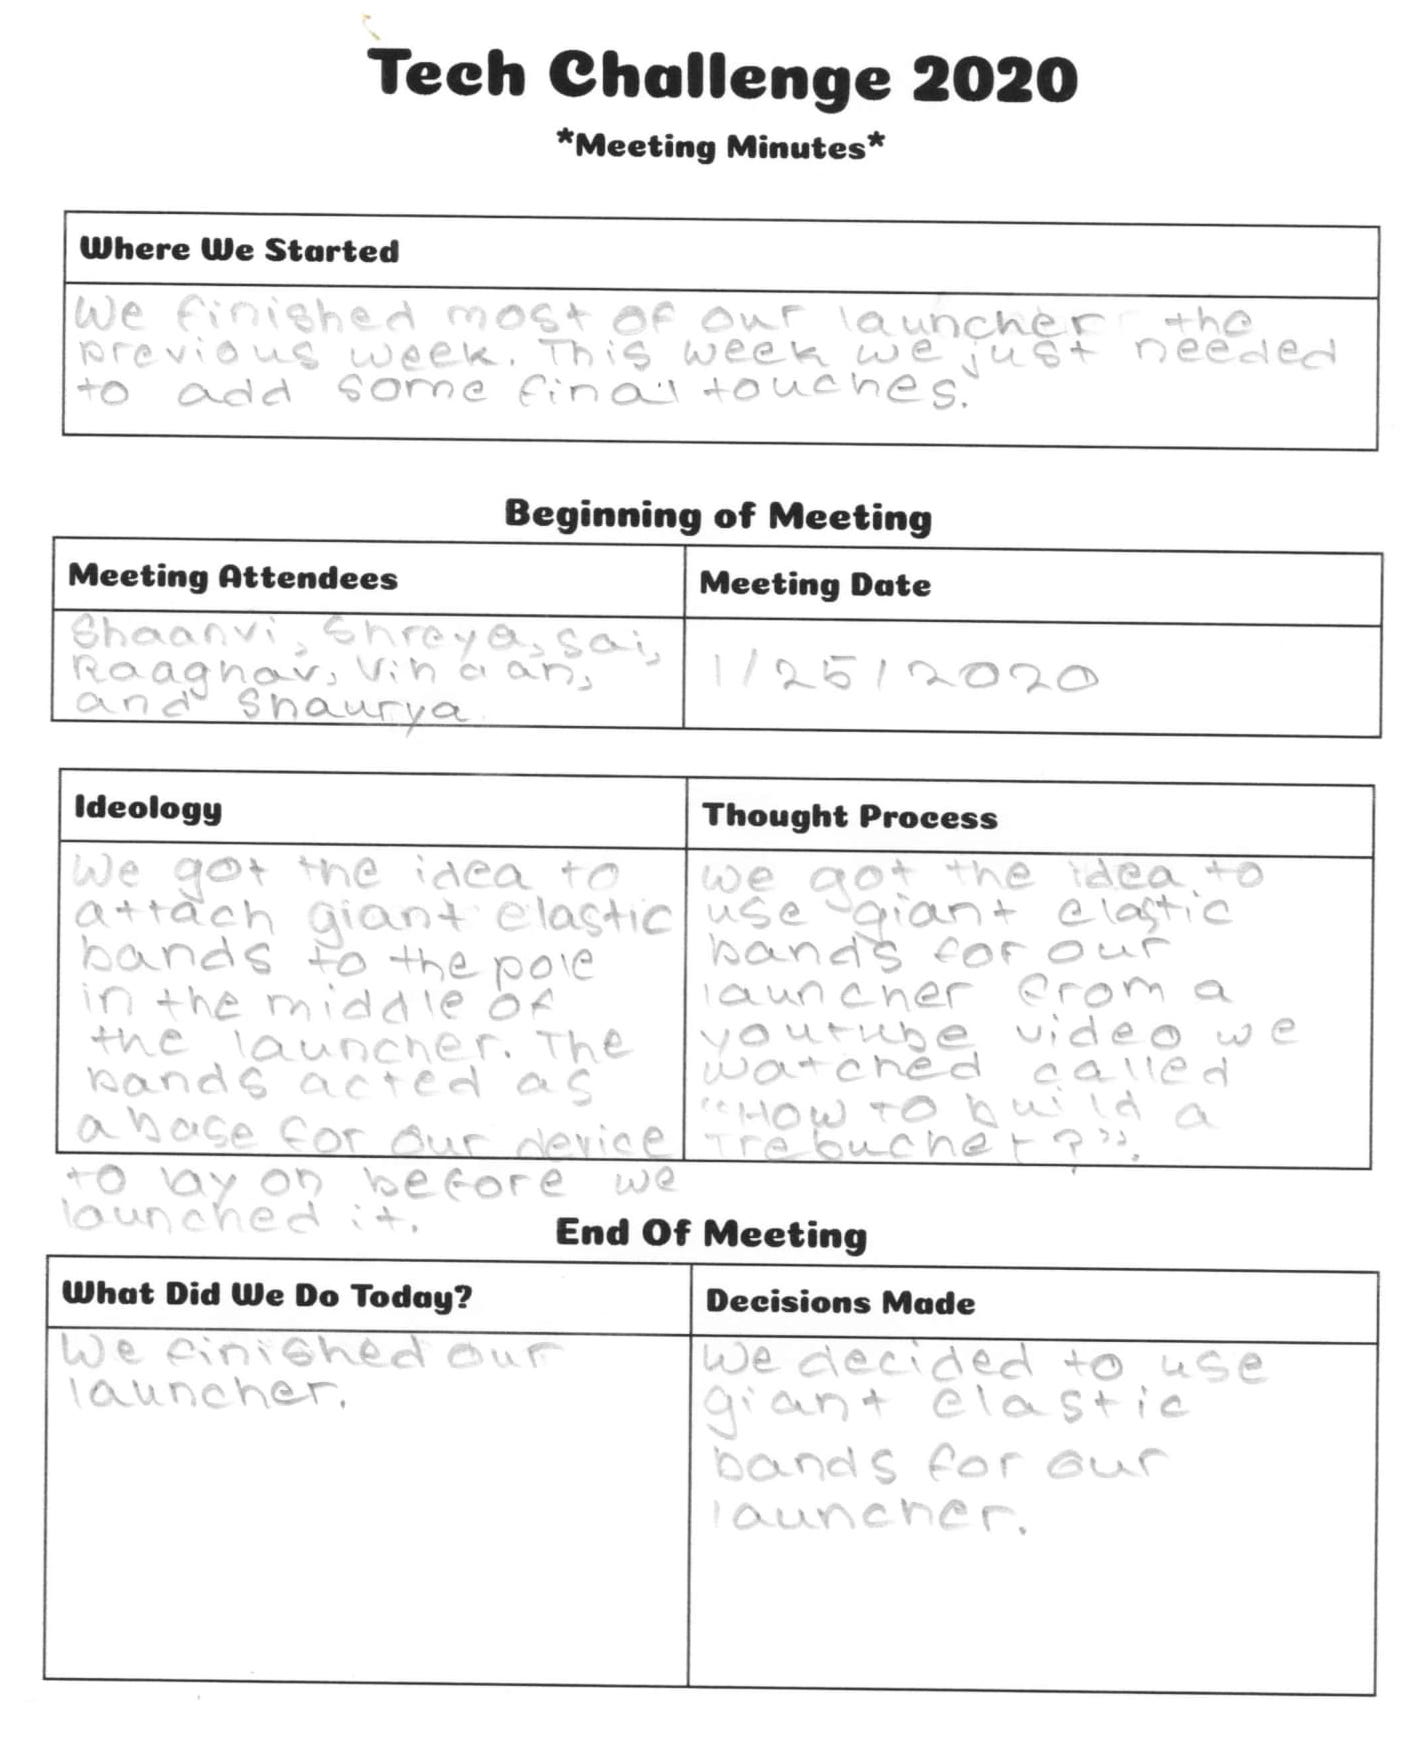 Tech Challenge 2020
*Meeting Minutes*
Where We Started
We finished most of our launcher the
previous week. This week we just needed
to add some final touches.
Beginning of Meeting
Meeting Attendees
Shaanvi, Shreya, Sai,
Raaghav, Vihaan,
and Shaurya
Meeting Date
1/25/2020
Ideology
We got the idea to
attach giant elastic
bands to the pole
in the middle of
the launcher. The
bands acted as
a base for our device
to lay on before we
launched it.
Thought Process
We got the idea to
use giant elastic
bands for our
launcher from a
youtube video we
watched called
"How to build a
Trebuchet?".
End Of Meeting
What Did We Do Today?
We finished our
launcher.
Decisions Made
We decided to use
giant elastic
bands for our
launcher.